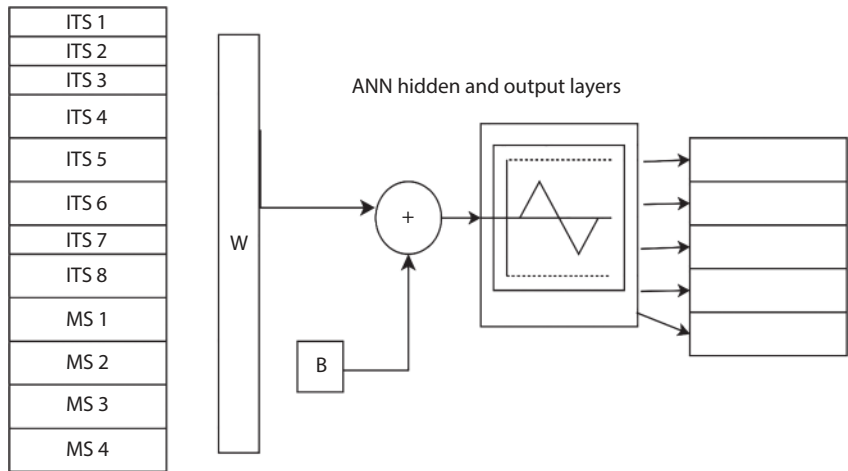 ITS 1
ITS 2
ITS 3
ITS 4
ITS 5
ITS 6
ITS 7
ITS 8
MS 1
MS 2
MS 3
MS 4
W
ANN hidden and output layers
+
B